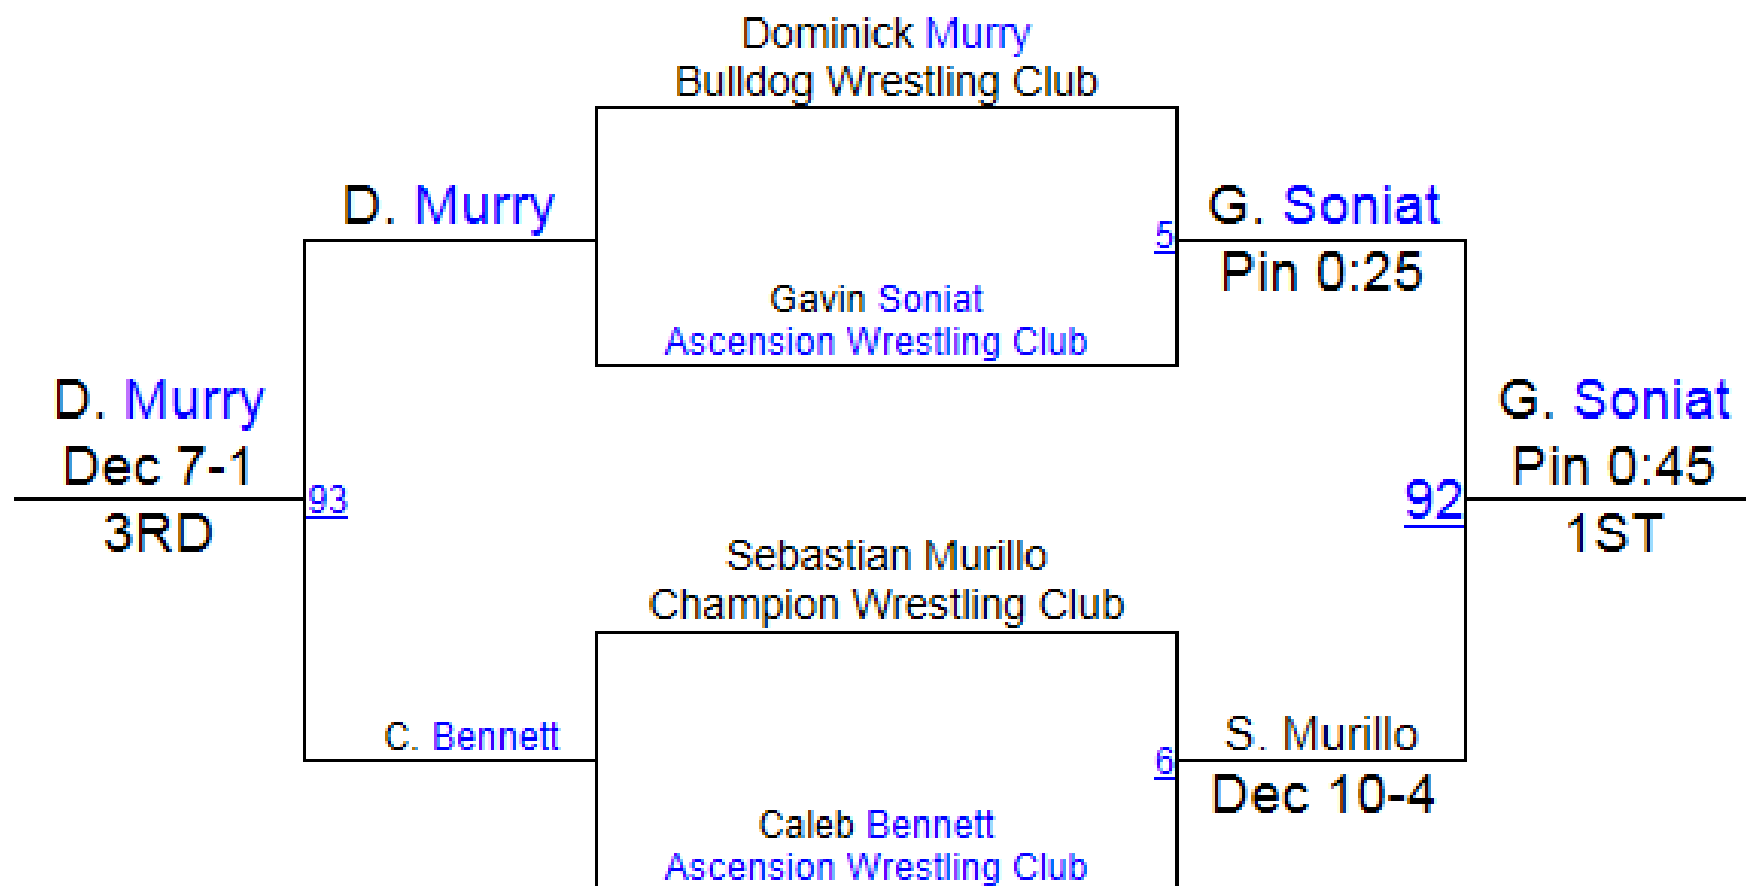 Dominick Murry
Bulldog Wrestling Club
D. Murry
G. Soniat
5
Pin 0:25
Gavin Soniat
Ascension Wrestling Club
D. Murry
G. Soniat
Dec 7-1
Pin 0:45
93
92
3RD
1ST
Sebastian Murillo
Champion Wrestling Club
C. Bennett
S. Murillo
6
Dec 10-4
Caleb Bennett
Ascension Wrestling Club